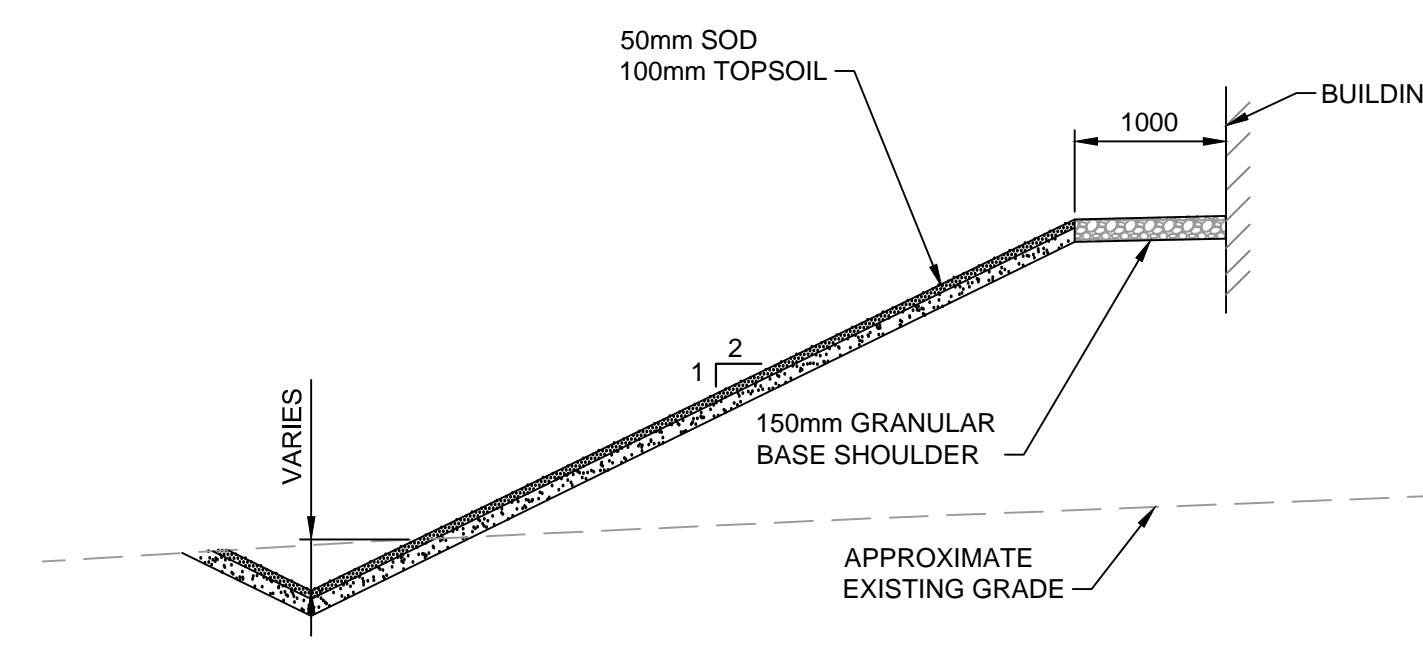 50mm SOD
100mm TOPSOIL
BUILDIN
1000
2
1
VARIES
150mm GRANULAR
BASE SHOULDER
APPROXIMATE
EXISTING GRADE